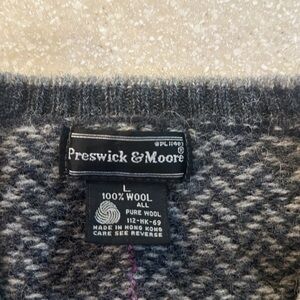 Preswick & Moore®
L
100% WOOL
ALL
PURE WOOL
112-HK-69
MADE IN HONG KONG
CARE SEE REVERSE